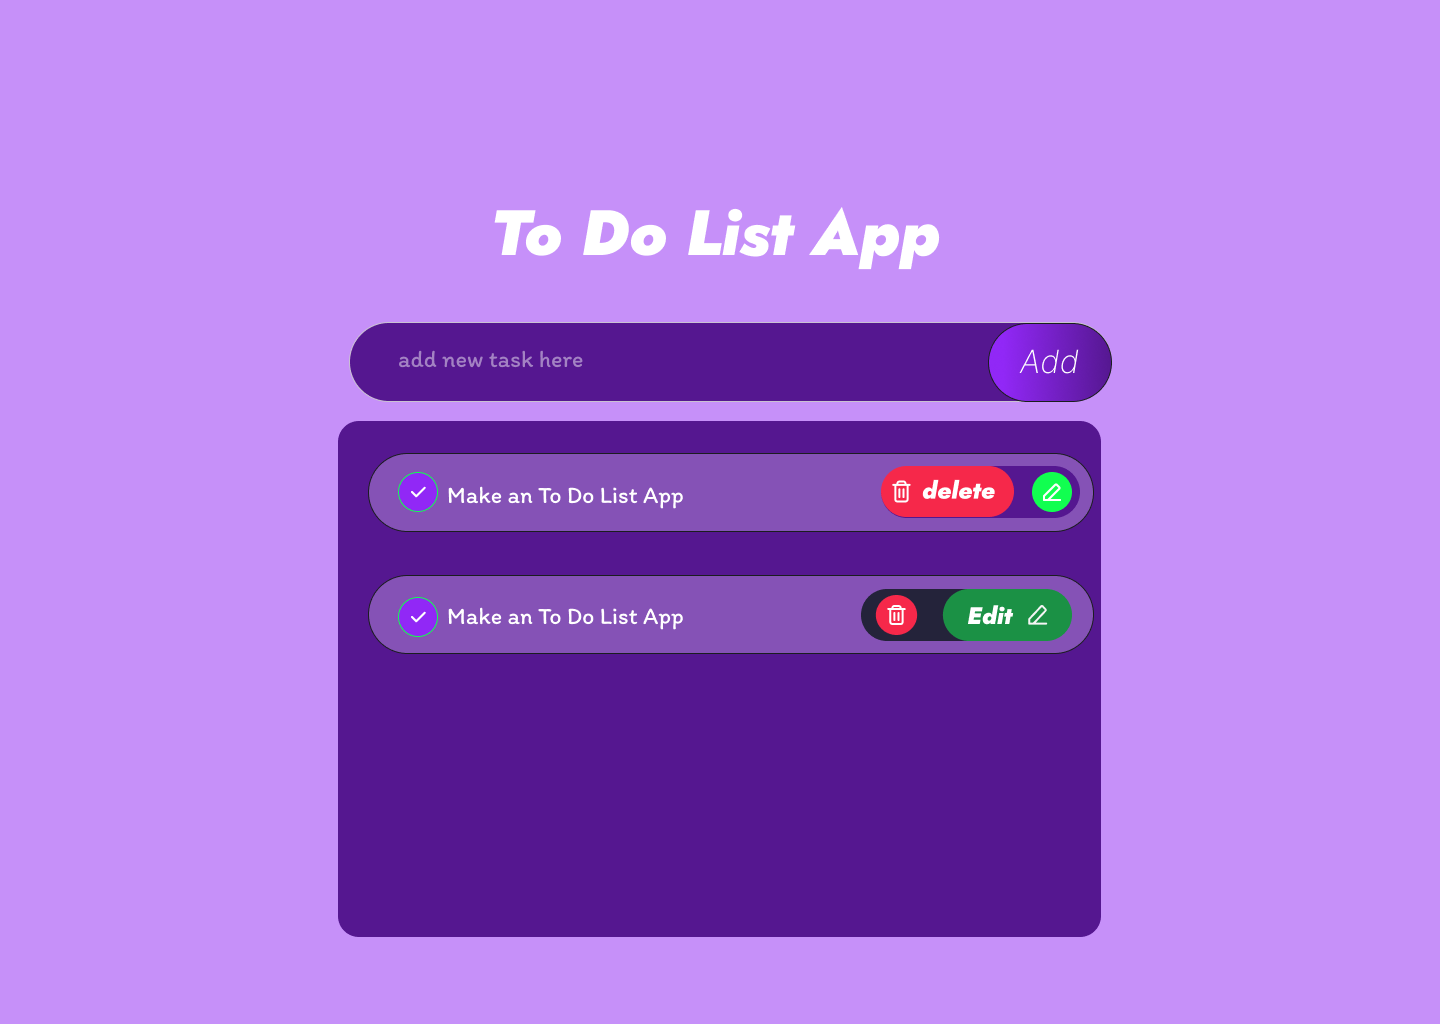 To Do List App
add new task here
Add
Make an To Do List App
delete
Make an To Do List App
Edit